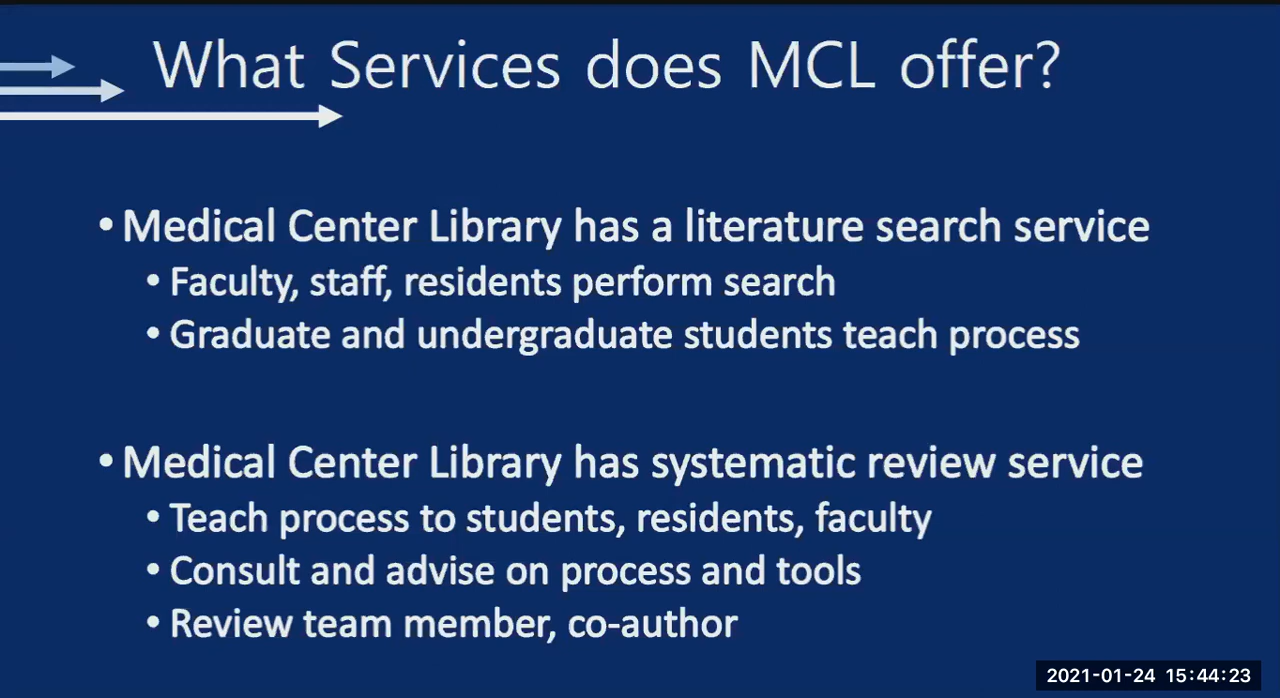 What Services does MCL offer?
• Medical Center Library has a literature search service
• Faculty, staff, residents perform search
• Graduate and undergraduate students teach process
• Medical Center Library has systematic review service
• Teach process to students, residents, faculty
• Consult and advise on process and tools
• Review team member, co-author
2021-01-24 15:44:23